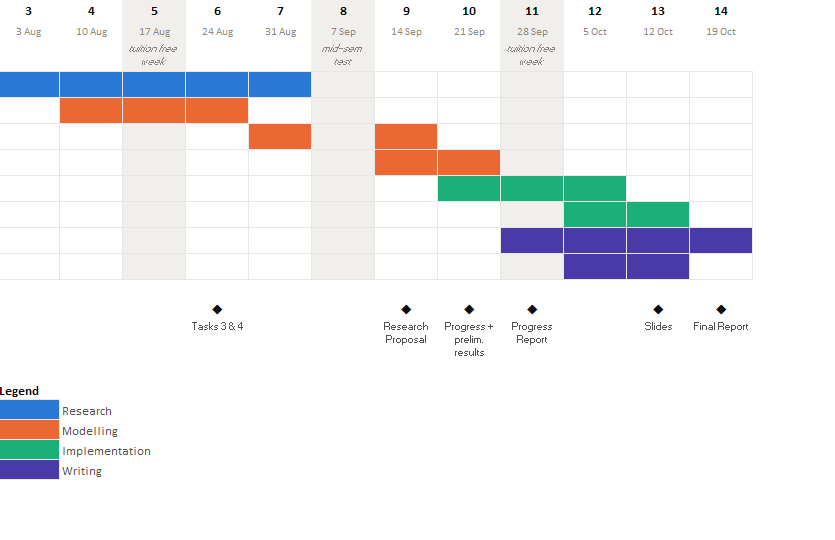 3 4 5 6 7 8 9 10 11 12 13 14
3 Aug 10 Aug 17 Aug 24 Aug 31 Aug 7 Sep 14 Sep 21 Sep 28 Sep 5 Oct 12 Oct 19 Oct
tuition free mid-sem tuition free
week test week
Tasks 3 & 4 Research Progress + Progress Slides Final Report
Proposal prelim. Report
results
Legend
Research
Modelling
Implementation
Writing